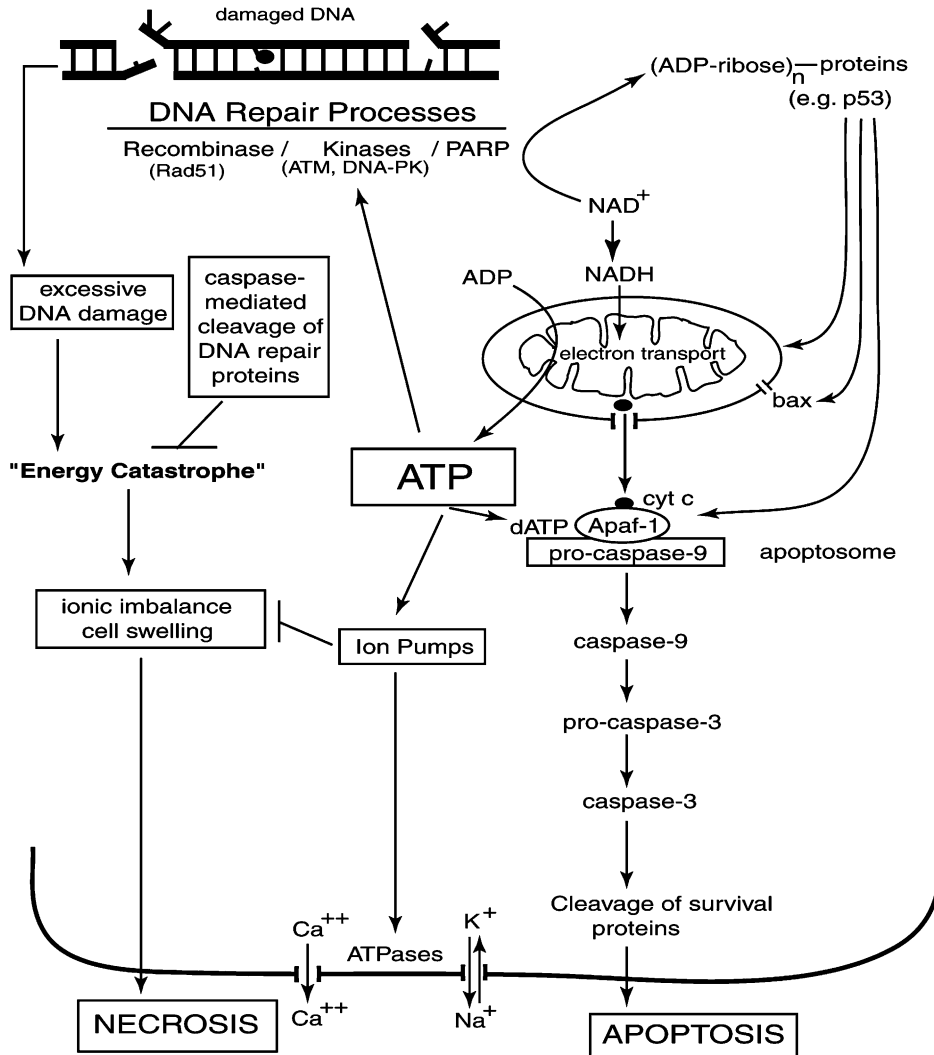 damaged DNA
(ADP-ribose)n—proteins
(e.g. p53)
DNA Repair Processes
Recombinase / Kinases / PARP
(Rad51) (ATM, DNA-PK)
NAD+
NADH
ADP
excessive
DNA damage
caspase-
mediated
cleavage of
DNA repair
proteins
electron transport
bax
"Energy Catastrophe"
ATP
cyt c
dATP
Apaf-1
pro-caspase-9
apoptosome
ionic imbalance
cell swelling
Ion Pumps
caspase-9
pro-caspase-3
caspase-3
Cleavage of survival
proteins
Ca++
ATPases
K+
Ca++
Na+
NECROSIS
APOPTOSIS